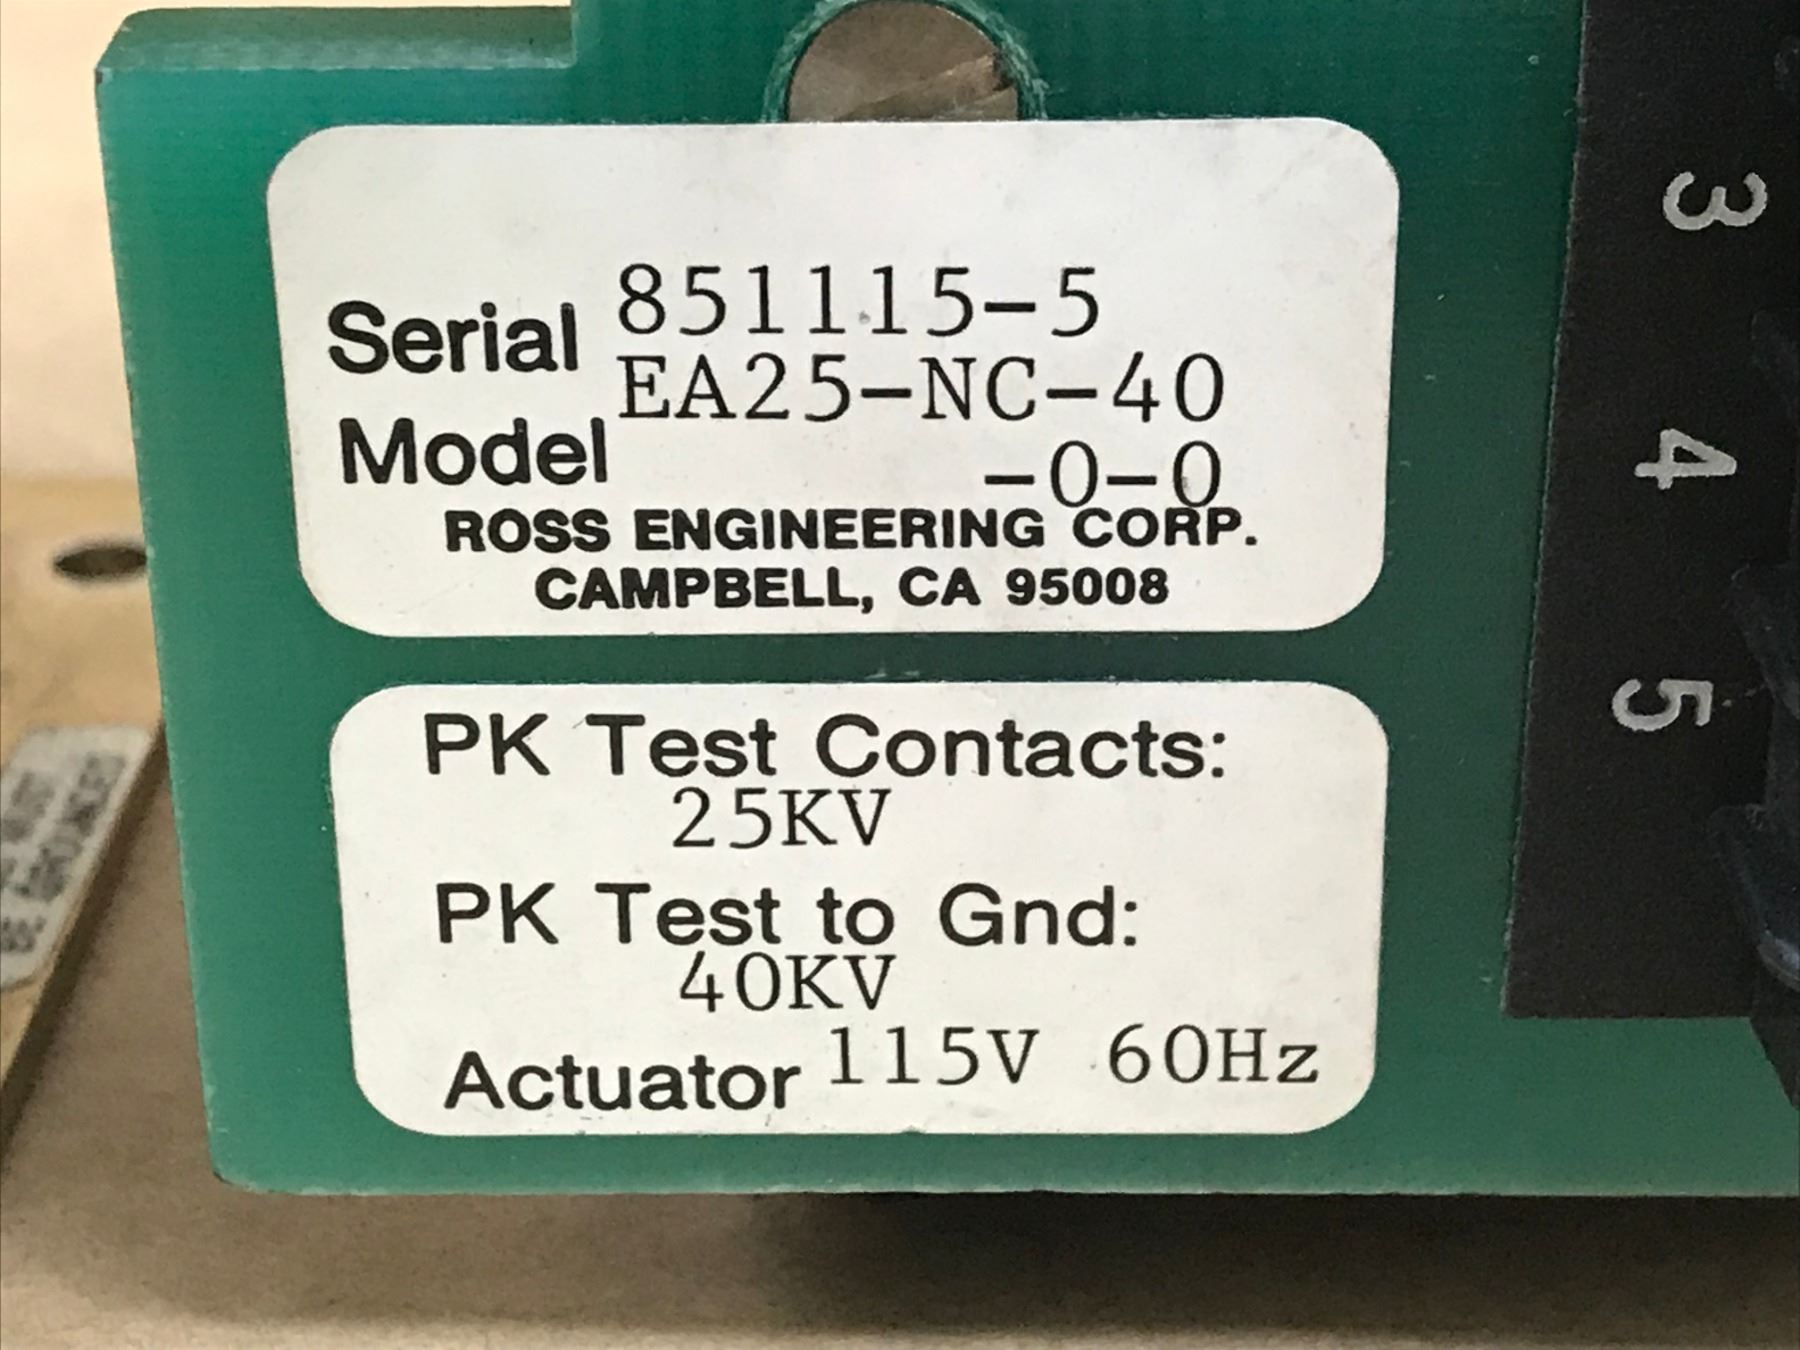 Serial 851115-5
Model EA25-NC-40
-0-0
ROSS ENGINEERING CORP.
CAMPBELL, CA 95008
PK Test Contacts:
25KV
PK Test to Gnd:
40KV
Actuator 115V 60Hz
3
4
5